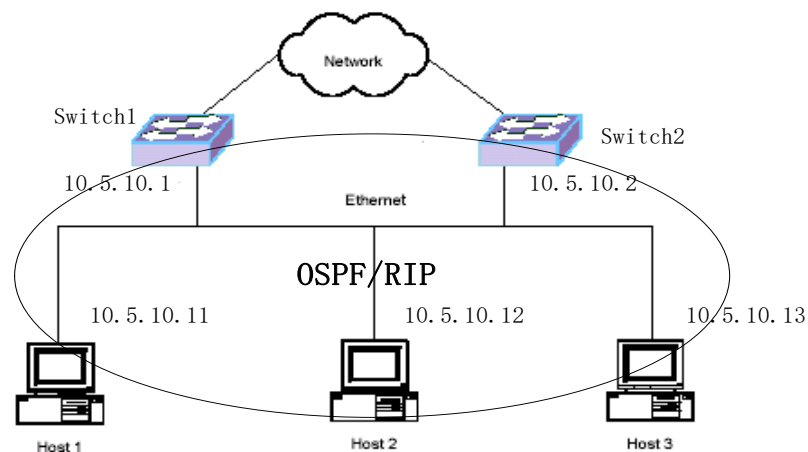 Network
Switch1
Switch2
10.5.10.1
10.5.10.2
Ethernet
OSPF/RIP
10.5.10.11
10.5.10.12
10.5.10.13
Host 1
Host 2
Host 3